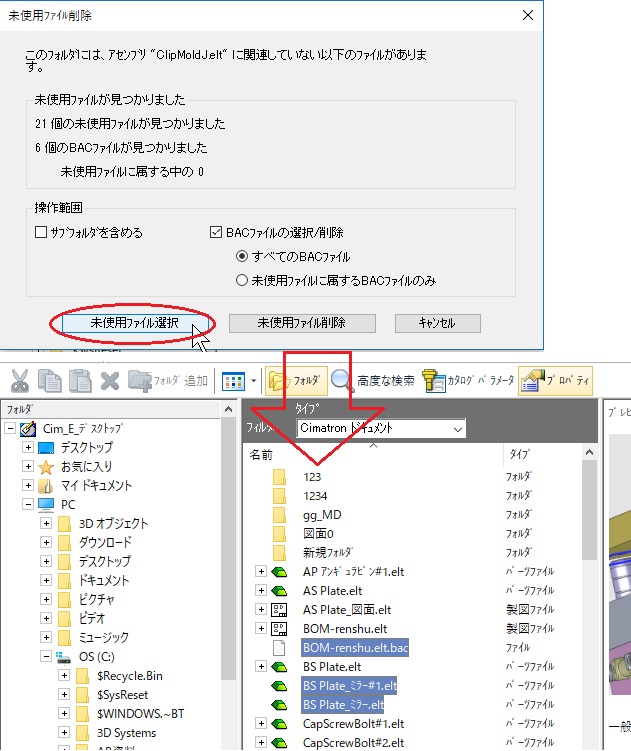 未使用ファイル削除
このフォルダには、アセンブリ "ClipMoldJ.elt" に関連していない以下のファイルがありま
す。
未使用ファイルが見つかりました
21 個の未使用ファイルが見つかりました
6 個のBACファイルが見つかりました
未使用ファイルに属する中の 0
操作範囲
サブフォルダを含める
BACファイルの選択/削除
すべてのBACファイル
未使用ファイルに属するBACファイルのみ
未使用ファイル選択
未使用ファイル削除
キャンセル
フォルダ 追加
フォルダ
高度な検索
カタログパラメータ
プロパティ
フォルダ
Cim_E_デスクトップ
デスクトップ
お気に入り
マイ ドキュメント
PC
3D オブジェクト
ダウンロード
デスクトップ
ドキュメント
ピクチャ
ビデオ
ミュージック
OS (C:)
$Recycle.Bin
$SysReset
$WINDOWS.~BT
3D Systems
タイプ
Cimatron ドキュメント
名前
タイプ
123
フォルダ
1234
フォルダ
gg_MD
フォルダ
図面0
フォルダ
新規フォルダ
フォルダ
AP アンギュラピン#1.elt
パーツファイル
AS Plate.elt
パーツファイル
AS Plate_図面.elt
製図ファイル
BOM-renshu.elt
製図ファイル
BOM-renshu.elt.bac
ファイル
BS Plate.elt
パーツファイル
BS Plate_ミラー#1.elt
パーツファイル
BS Plate_ミラー.elt
パーツファイル
CapScrewBolt#1.elt
パーツファイル
CapScrewBolt#2.elt
パーツファイル
一般